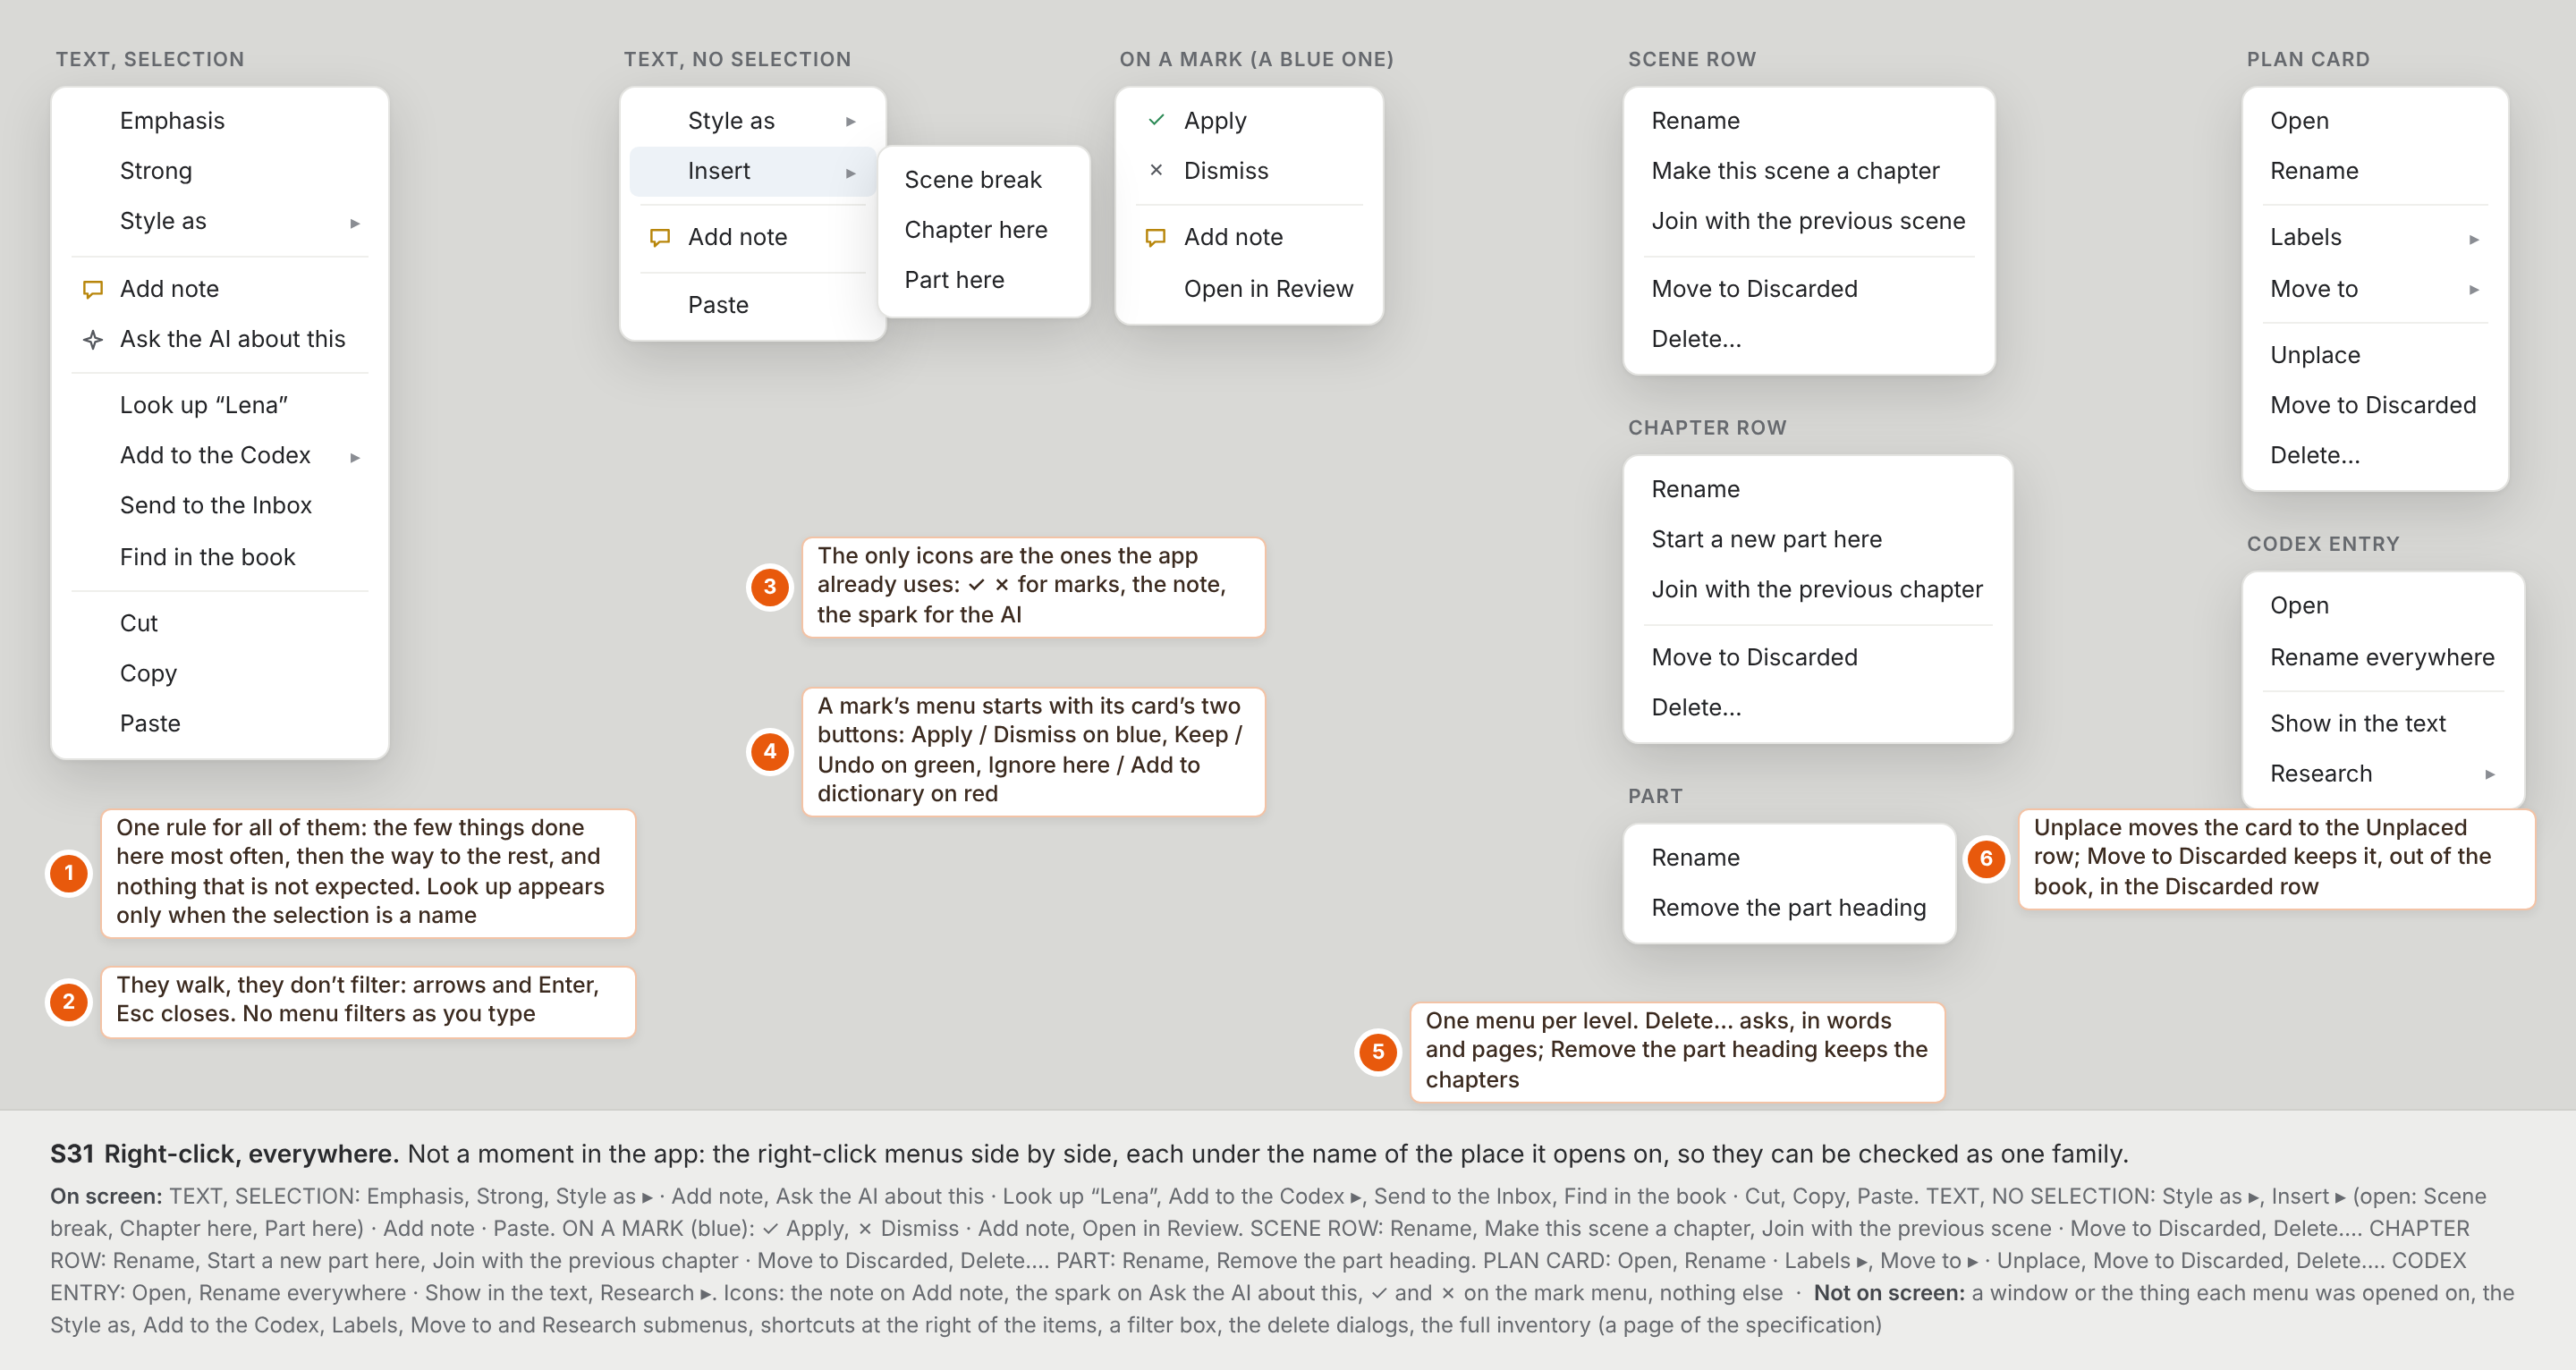 TEXT, SELECTION
Emphasis
Strong
Style as ▸
Add note
Ask the AI about this
Look up “Lena”
Add to the Codex ▸
Send to the Inbox
Find in the book
Cut
Copy
Paste
TEXT, NO SELECTION
Style as ▸
Insert ▸
Add note
Paste
Scene break
Chapter here
Part here
ON A MARK (A BLUE ONE)
✓ Apply
× Dismiss
Add note
Open in Review
SCENE ROW
Rename
Make this scene a chapter
Join with the previous scene
Move to Discarded
Delete…
CHAPTER ROW
Rename
Start a new part here
Join with the previous chapter
Move to Discarded
Delete…
PART
Rename
Remove the part heading
PLAN CARD
Open
Rename
Labels ▸
Move to ▸
Unplace
Move to Discarded
Delete…
CODEX ENTRY
Open
Rename everywhere
Show in the text
Research ▸
1
One rule for all of them: the few things done
here most often, then the way to the rest, and
nothing that is not expected. Look up appears
only when the selection is a name
2
They walk, they don’t filter: arrows and Enter,
Esc closes. No menu filters as you type
3
The only icons are the ones the app
already uses: ✓ × for marks, the note,
the spark for the AI
4
A mark’s menu starts with its card’s two
buttons: Apply / Dismiss on blue, Keep /
Undo on green, Ignore here / Add to
dictionary on red
5
One menu per level. Delete… asks, in words
and pages; Remove the part heading keeps the
chapters
6
Unplace moves the card to the Unplaced
row; Move to Discarded keeps it, out of the
book, in the Discarded row
S31 Right-click, everywhere. Not a moment in the app: the right-click menus side by side, each under the name of the place it opens on, so they can be checked as one family.
On screen: TEXT, SELECTION: Emphasis, Strong, Style as ▸ · Add note, Ask the AI about this · Look up “Lena”, Add to the Codex ▸, Send to the Inbox, Find in the book · Cut, Copy, Paste. TEXT, NO SELECTION: Style as ▸, Insert ▸ (open: Scene
break, Chapter here, Part here) · Add note · Paste. ON A MARK (blue): ✓ Apply, × Dismiss · Add note, Open in Review. SCENE ROW: Rename, Make this scene a chapter, Join with the previous scene · Move to Discarded, Delete…. CHAPTER
ROW: Rename, Start a new part here, Join with the previous chapter · Move to Discarded, Delete…. PART: Rename, Remove the part heading. PLAN CARD: Open, Rename · Labels ▸, Move to ▸ · Unplace, Move to Discarded, Delete…. CODEX
ENTRY: Open, Rename everywhere · Show in the text, Research ▸. Icons: the note on Add note, the spark on Ask the AI about this, ✓ and × on the mark menu, nothing else · Not on screen: a window or the thing each menu was opened on, the
Style as, Add to the Codex, Labels, Move to and Research submenus, shortcuts at the right of the items, a filter box, the delete dialogs, the full inventory (a page of the specification)